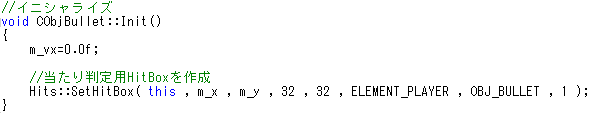 //イニシャライズ
void CObjBullet::Init()
{
m_vx=0.0f;
//当たり判定用HitBoxを作成
Hits::SetHitBox( this , m_x , m_y , 32 , 32 , ELEMENT_PLAYER , OBJ_BULLET , 1 );
}